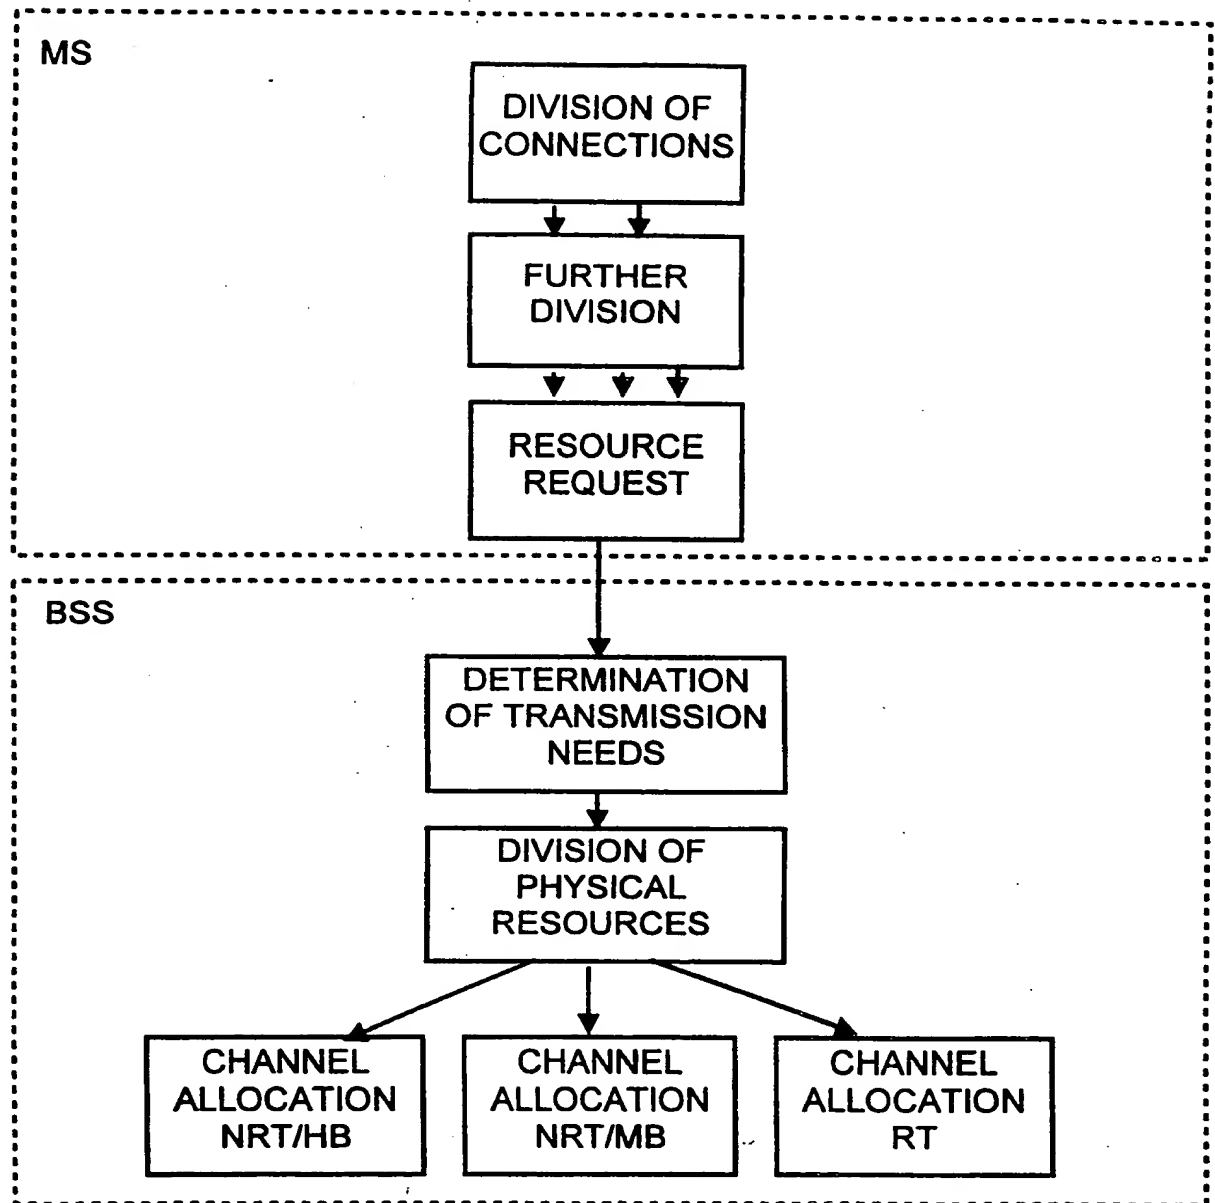 MS
DIVISION OF
CONNECTIONS
FURTHER
DIVISION
RESOURCE
REQUEST
BSS
DETERMINATION
OF TRANSMISSION
NEEDS
DIVISION OF
PHYSICAL
RESOURCES
CHANNEL
ALLOCATION
NRT/HB
CHANNEL
ALLOCATION
NRT/MB
CHANNEL
ALLOCATION
RT